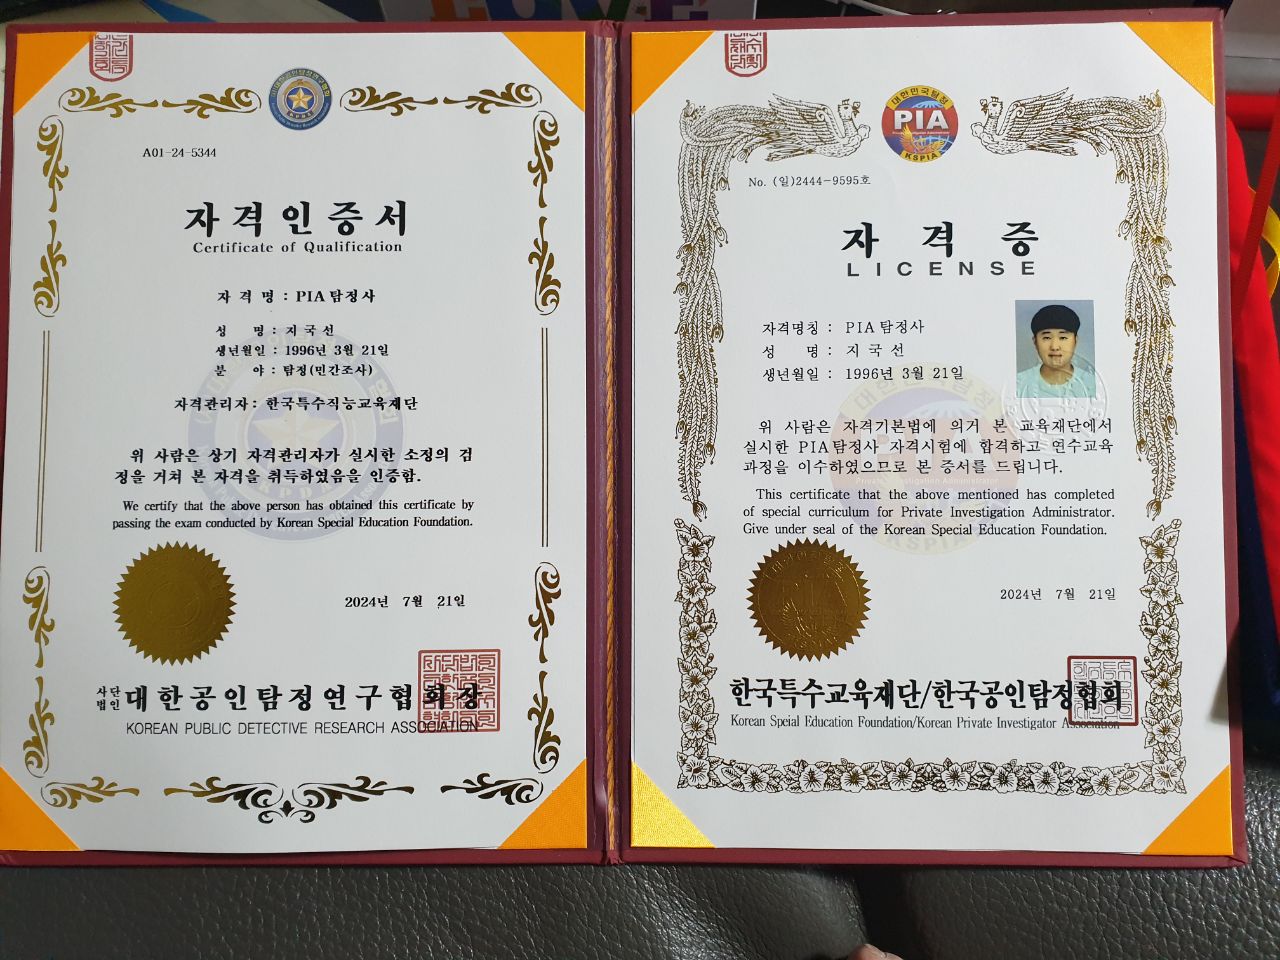 A01-24-5344
자격인증서
Certificate of Qualification
자 격 명 : PIA 탐정사
성 명 : 지 국 선
생년월일 : 1996년 3월 21일
분 야 : 탐정(민간조사)
자격관리자 : 한국특수직능교육재단
위 사람은 상기 자격관리자가 실시한 소정의 검
정을 거쳐 본 자격을 취득하였음을 인증함.
We certify that the above person has obtained this certificate by
passing the exam conducted by Korean Special Education Foundation.
2024년 7월 21일
사단
법인 대한공인탐정연구협회장
KOREAN PUBLIC DETECTIVE RESEARCH ASSOCIATION
대한민국탐정
PIA
KSPIA
No. (일)2444-9595호
자 격 증
LICENSE
자격명칭 : PIA 탐정사
성 명 : 지 국 선
생년월일 : 1996년 3월 21일
위 사람은 자격기본법에 의거 본 교육재단에서
실시한 PIA 탐정사 자격시험에 합격하고 연수교육
과정을 이수하였으므로 본 증서를 드립니다.
This certificate that the above mentioned has completed
of special curriculum for Private Investigation Administrator.
Give under seal of the Korean Special Education Foundation.
2024년 7월 21일
한국특수교육재단/한국공인탐정협회
Korean Speial Education Foundation/Korean Private Investigator Association